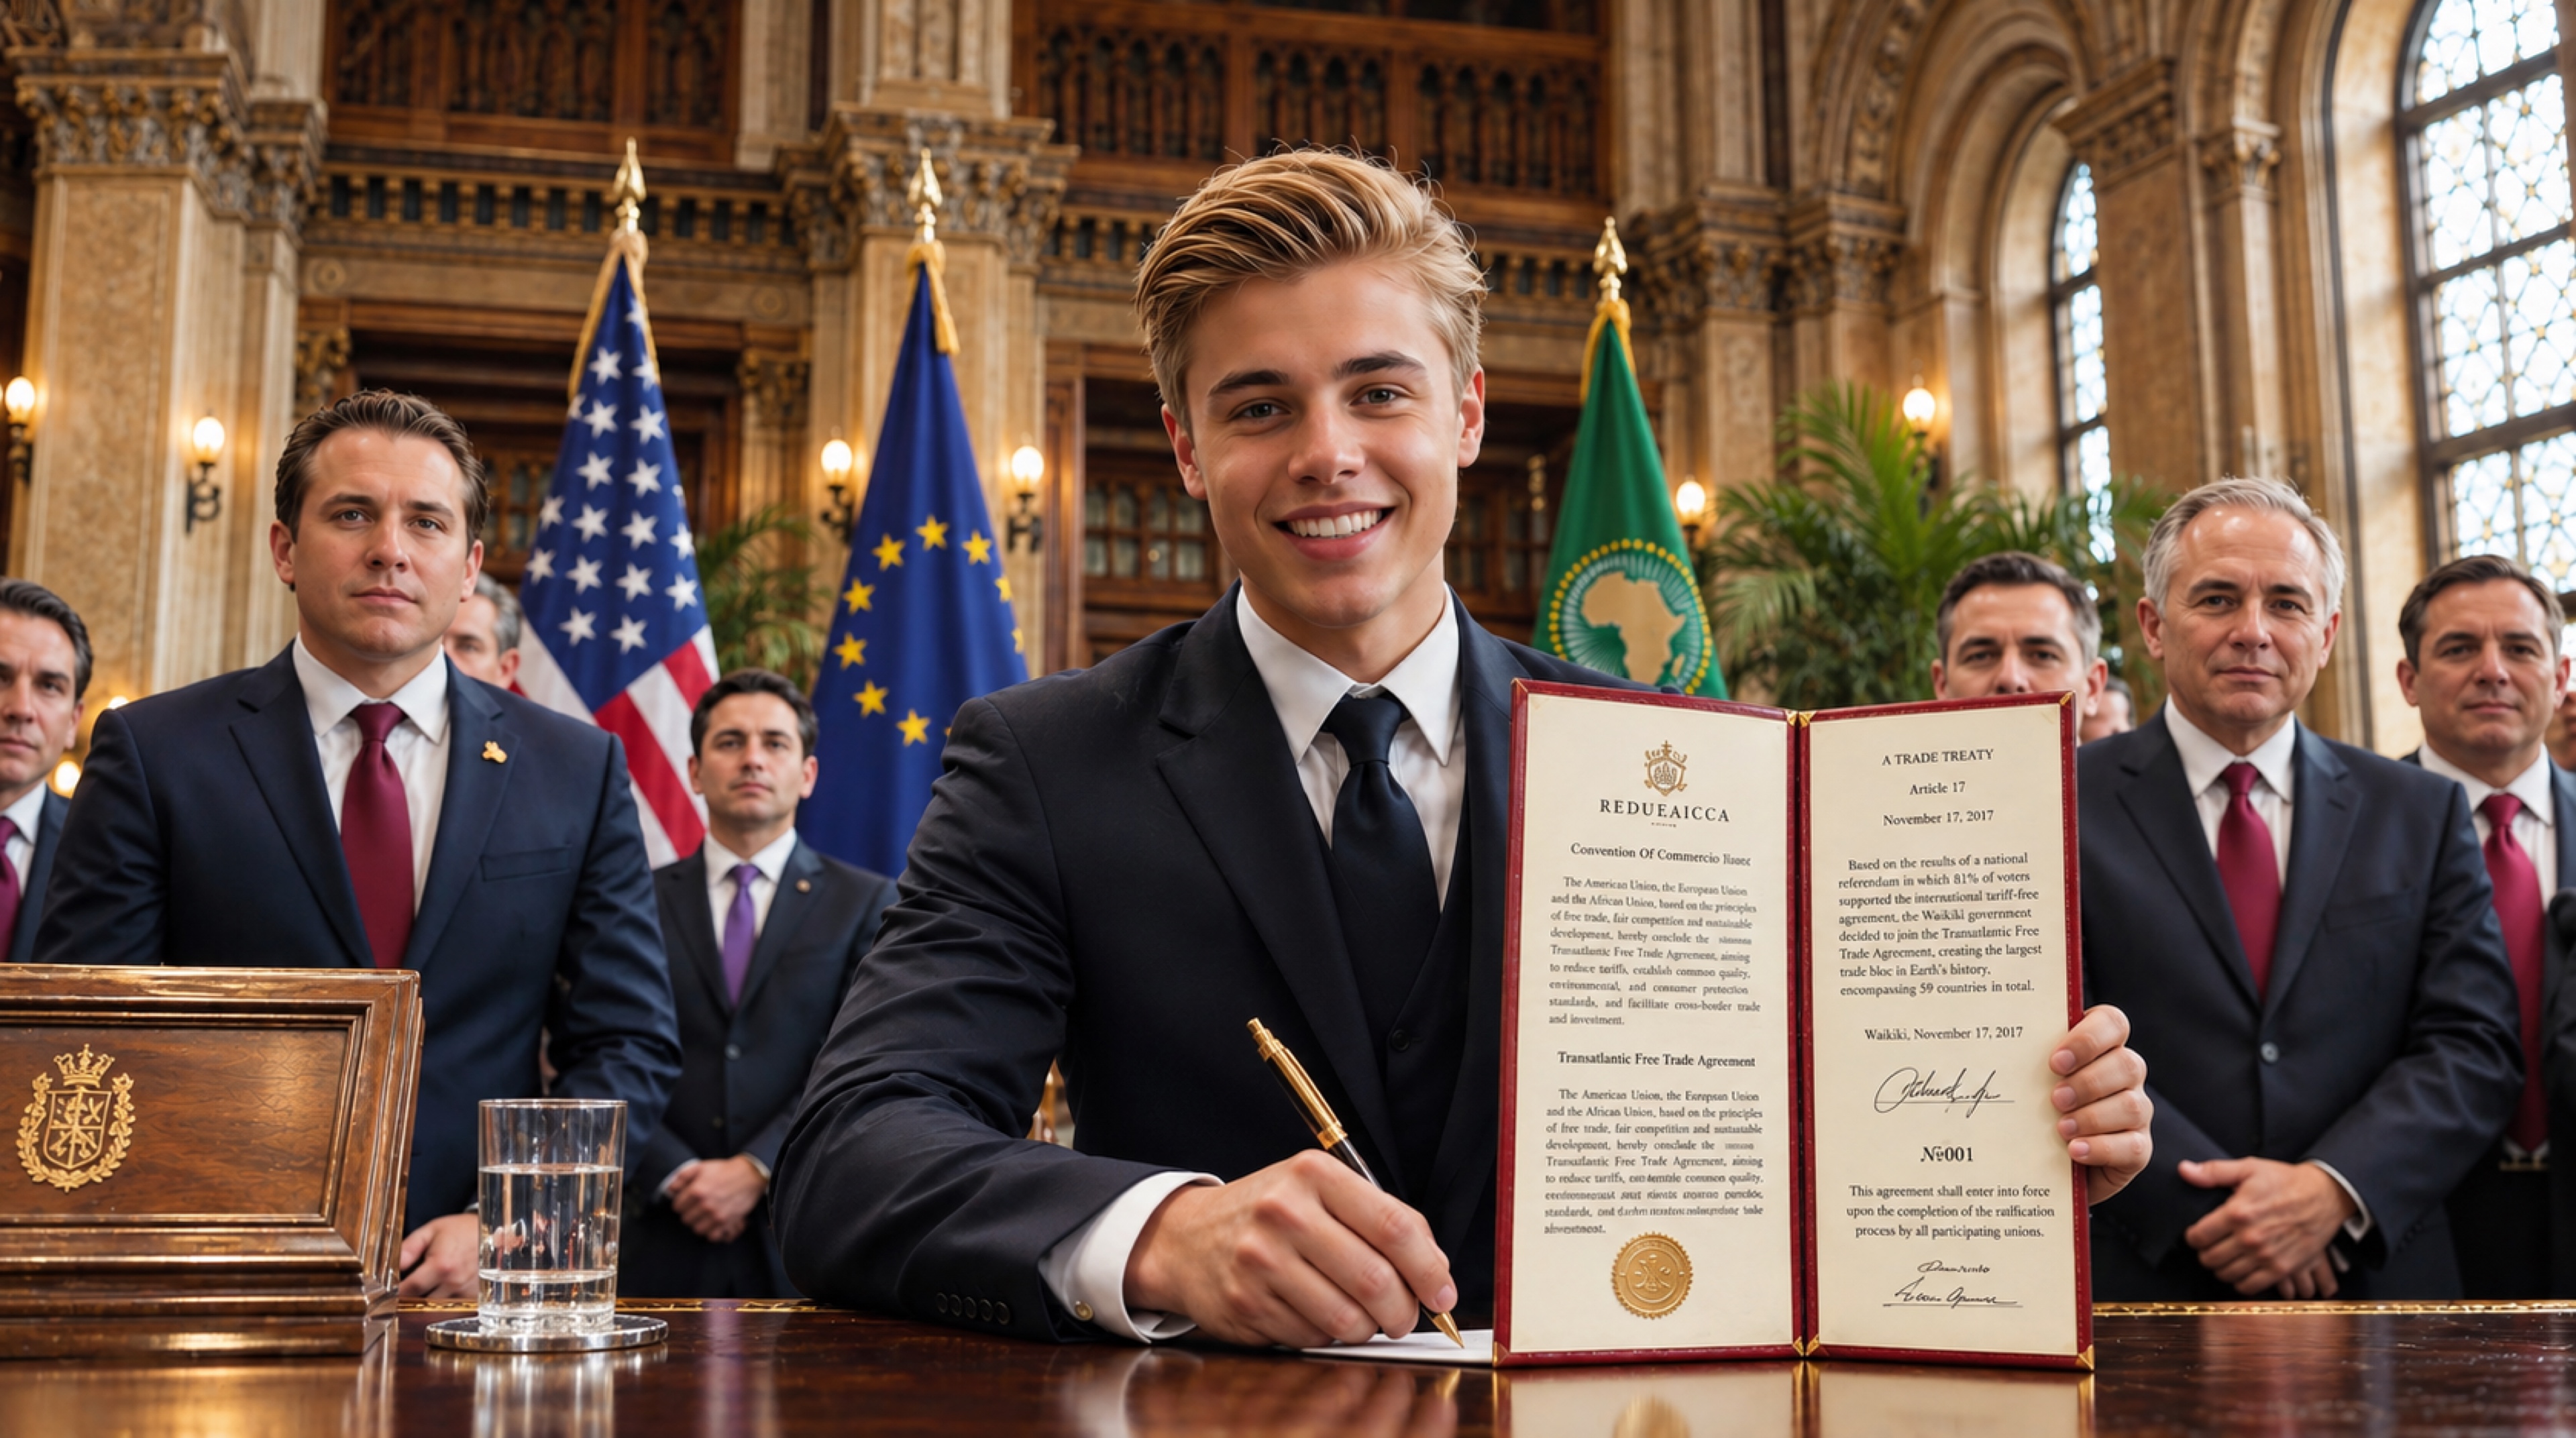 REDUEAICCA
Convention Of Commercio
The American Union, the European Union
and the African Union, based on the principles
of free trade, fair competition and sustainable
development, hereby conclude the
Transatlantic Free Trade Agreement, aiming
to reduce tariffs, establish common quality,
environmental, and consumer protection
standards, and facilitate cross-border trade
and investment.
Transatlantic Free Trade Agreement
The American Union, the European Union
and the African Union, based on the principles
of free trade, fair competition and sustainable
development, hereby conclude the
Transatlantic Free Trade Agreement, aiming
to reduce tariffs, common quality,
standards, and
A TRADE TREATY
Article 17
November 17, 2017
Based on the results of a national
referendum in which 81% of voters
supported the international tariff-free
agreement, the Waikiki government
decided to join the Transatlantic Free
Trade Agreement, creating the largest
trade bloc in Earth's history,
encompassing 59 countries in total.
Waikiki, November 17, 2017
№001
This agreement shall enter into force
upon the completion of the ratification
process by all participating unions.